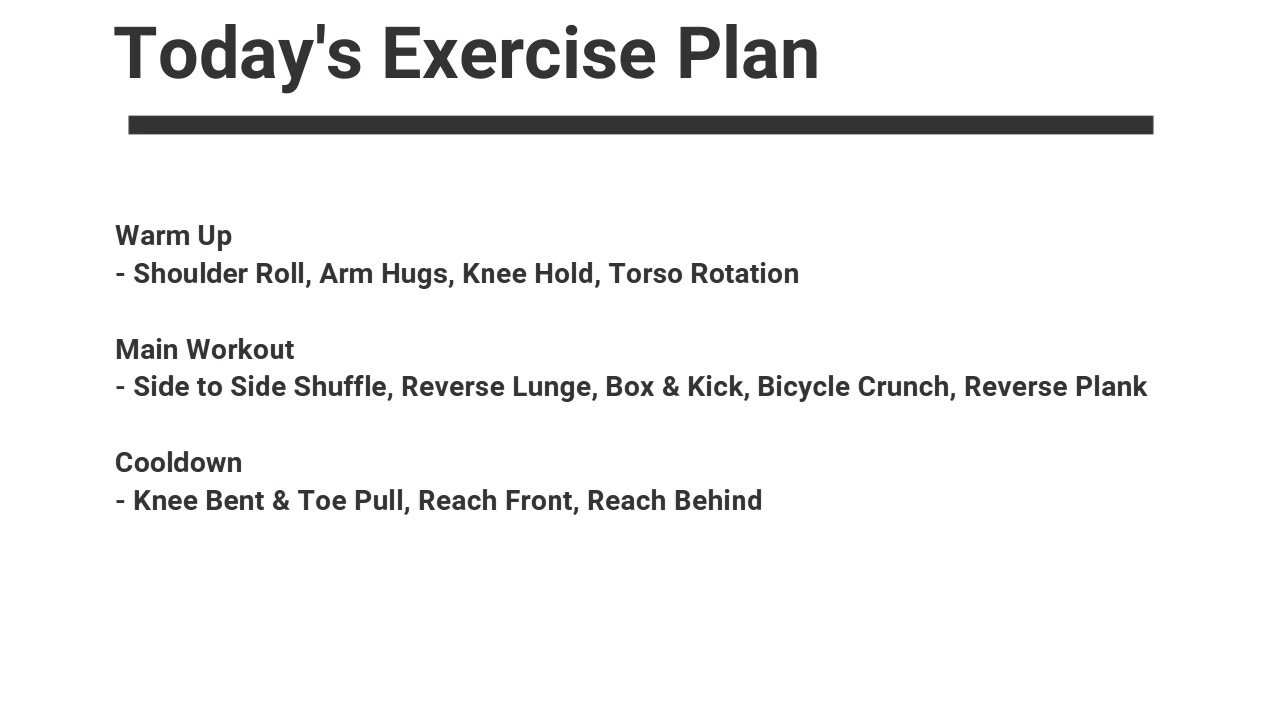 Today's Exercise Plan
Warm Up
- Shoulder Roll, Arm Hugs, Knee Hold, Torso Rotation
Main Workout
- Side to Side Shuffle, Reverse Lunge, Box & Kick, Bicycle Crunch, Reverse Plank
Cooldown
- Knee Bent & Toe Pull, Reach Front, Reach Behind